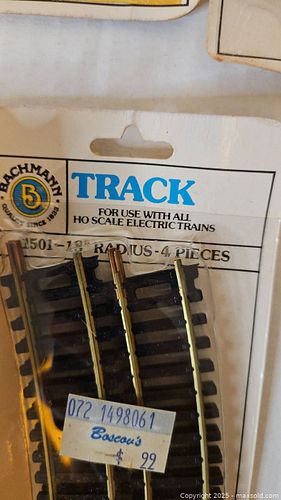 BACHMANN
QUALITY SINCE 1833
TRACK
FOR USE WITH ALL
HO SCALE ELECTRIC TRAINS
1501-18" RADIUS-4 PIECES
072 1498061
Boscov's
$ 22
Copyright 2025 - maxsold.com